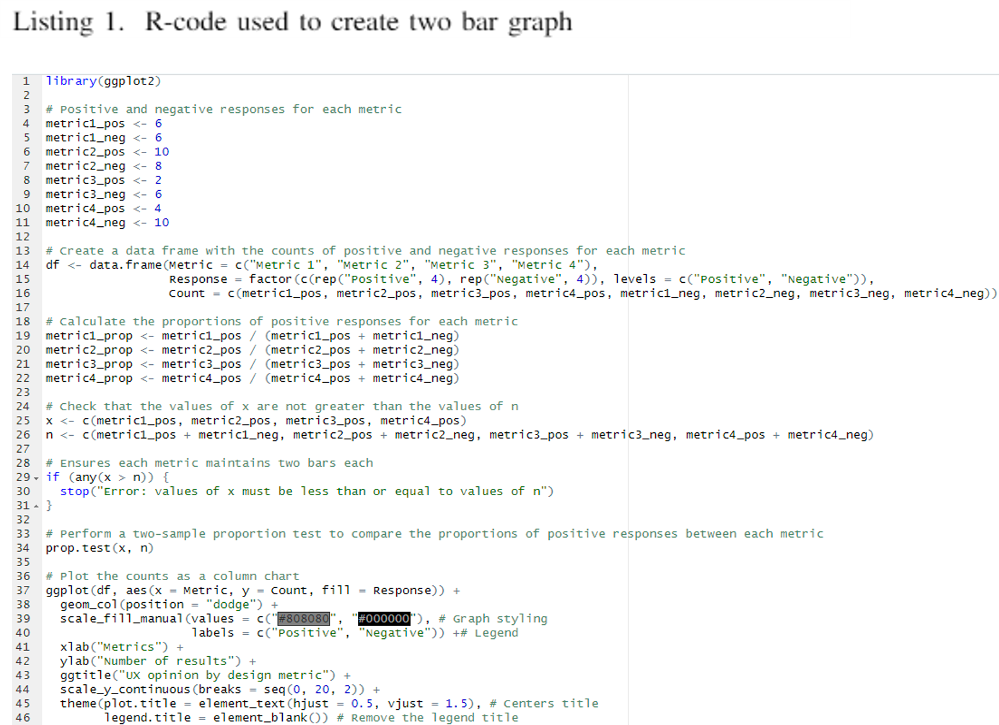 Listing 1. R-code used to create two bar graph
1 library(ggplot2)
2
3 # Positive and negative responses for each metric
4 metric1_pos <- 6
5 metric1_neg <- 6
6 metric2_pos <- 10
7 metric2_neg <- 8
8 metric3_pos <- 2
9 metric3_neg <- 6
10 metric4_pos <- 4
11 metric4_neg <- 10
12
13 # Create a data frame with the counts of positive and negative responses for each metric
14 df <- data.frame(Metric = c("Metric 1", "Metric 2", "Metric 3", "Metric 4"),
15 Response = factor(c(rep("Positive", 4), rep("Negative", 4)), levels = c("Positive", "Negative")),
16 Count = c(metric1_pos, metric2_pos, metric3_pos, metric4_pos, metric1_neg, metric2_neg, metric3_neg, metric4_neg))
17
18 # Calculate the proportions of positive responses for each metric
19 metric1_prop <- metric1_pos / (metric1_pos + metric1_neg)
20 metric2_prop <- metric2_pos / (metric2_pos + metric2_neg)
21 metric3_prop <- metric3_pos / (metric3_pos + metric3_neg)
22 metric4_prop <- metric4_pos / (metric4_pos + metric4_neg)
23
24 # Check that the values of x are not greater than the values of n
25 x <- c(metric1_pos, metric2_pos, metric3_pos, metric4_pos)
26 n <- c(metric1_pos + metric1_neg, metric2_pos + metric2_neg, metric3_pos + metric3_neg, metric4_pos + metric4_neg)
27
28 # Ensures each metric maintains two bars each
29 if (any(x > n)) {
30 stop("Error: values of x must be less than or equal to values of n")
31 }
32
33 # Perform a two-sample proportion test to compare the proportions of positive responses between each metric
34 prop.test(x, n)
35
36 # Plot the counts as a column chart
37 ggplot(df, aes(x = Metric, y = Count, fill = Response)) +
38 geom_col(position = "dodge") +
39 scale_fill_manual(values = c("#808080", "#000000"), # Graph styling
40 labels = c("Positive", "Negative")) +# Legend
41 xlab("Metrics") +
42 ylab("Number of results") +
43 ggtitle("UX opinion by design metric") +
44 scale_y_continuous(breaks = seq(0, 20, 2)) +
45 theme(plot.title = element_text(hjust = 0.5, vjust = 1.5), # Centers title
46 legend.title = element_blank()) # Remove the legend title